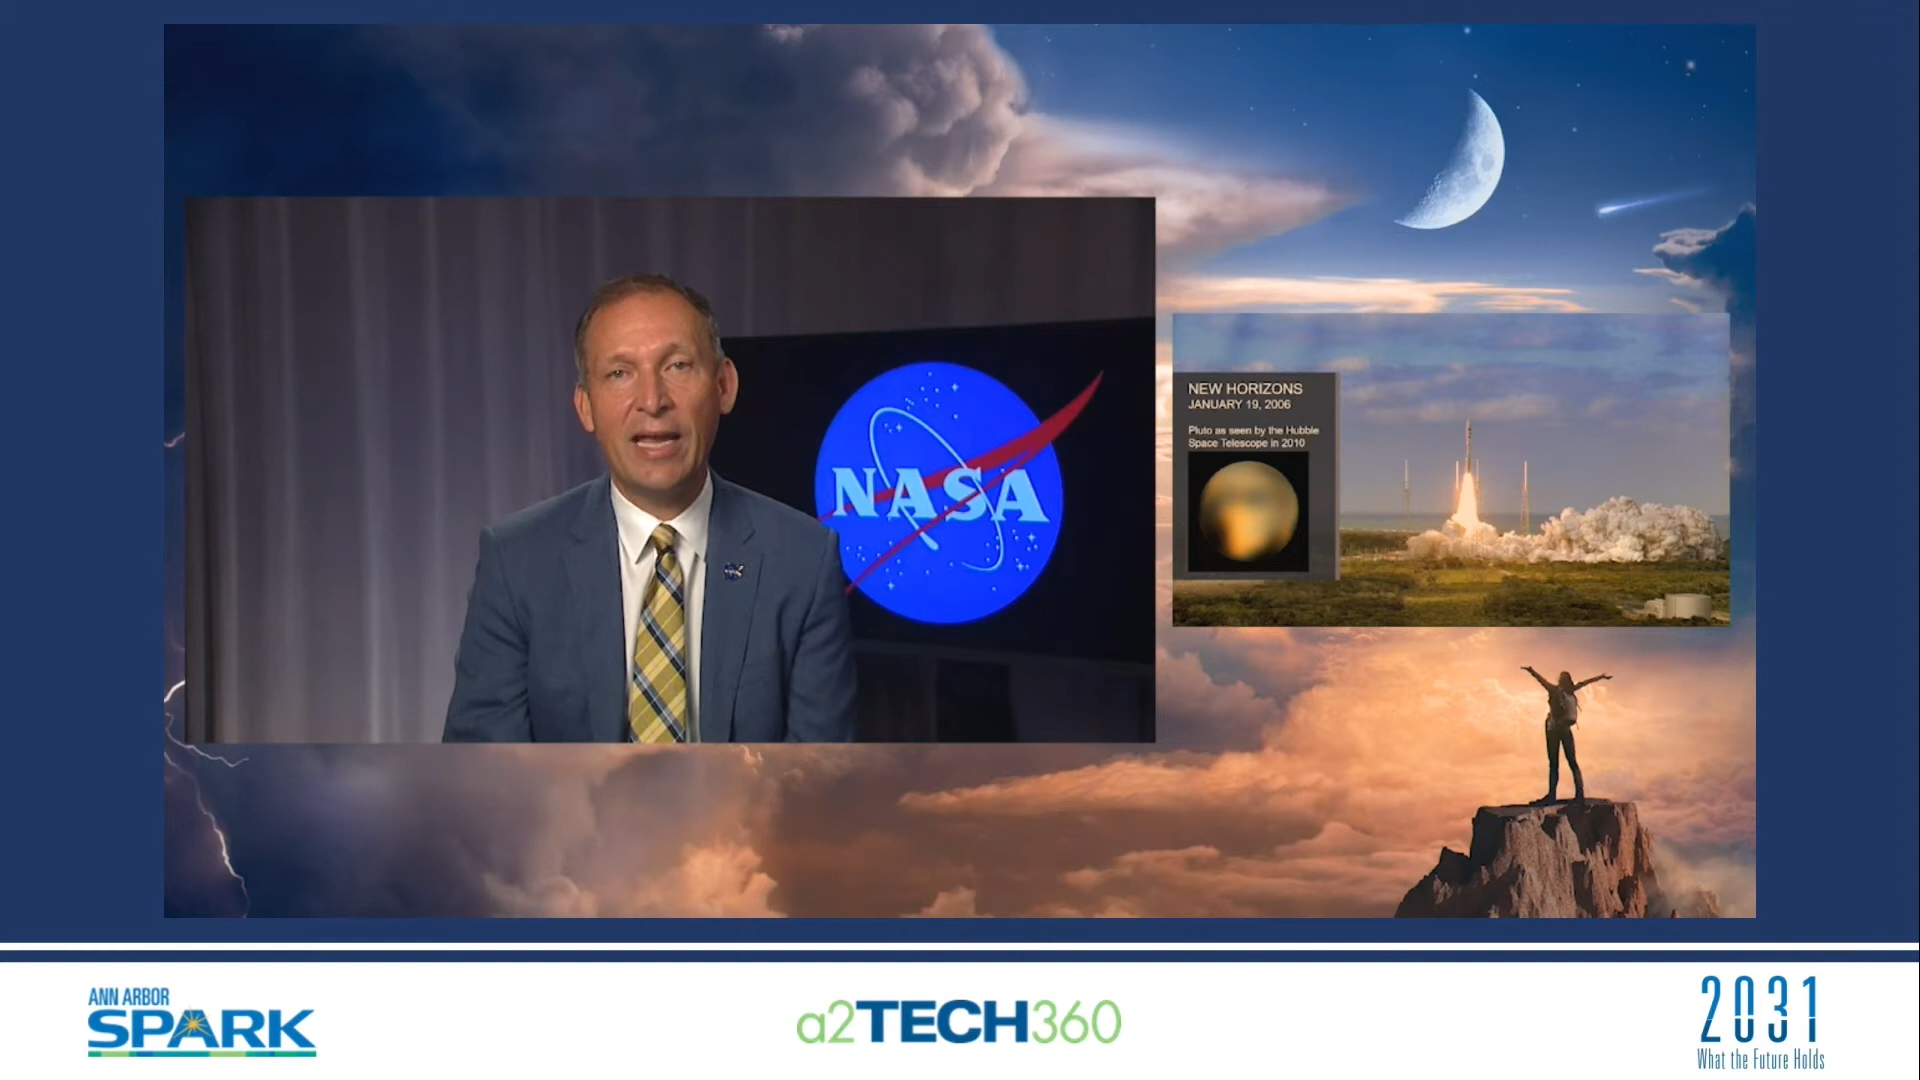 NASA
NEW HORIZONS
JANUARY 19, 2006
Pluto as seen by the Hubble
Space Telescope in 2010
ANN ARBOR
SPARK
a2TECH360
2031
What the Future Holds